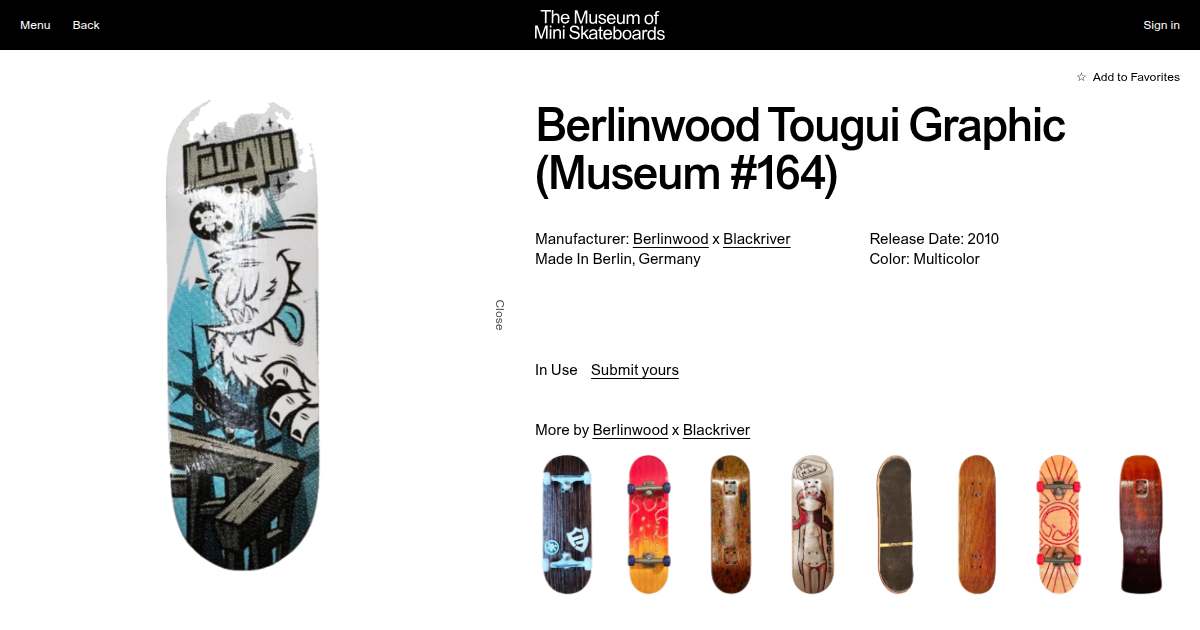 Menu
Back
The Museum of
Mini Skateboards
Sign in
☆ Add to Favorites
tougui
Berlinwood Tougui Graphic
(Museum #164)
Manufacturer: Berlinwood x Blackriver
Made In Berlin, Germany
Release Date: 2010
Color: Multicolor
Close
In Use
Submit yours
More by Berlinwood x Blackriver